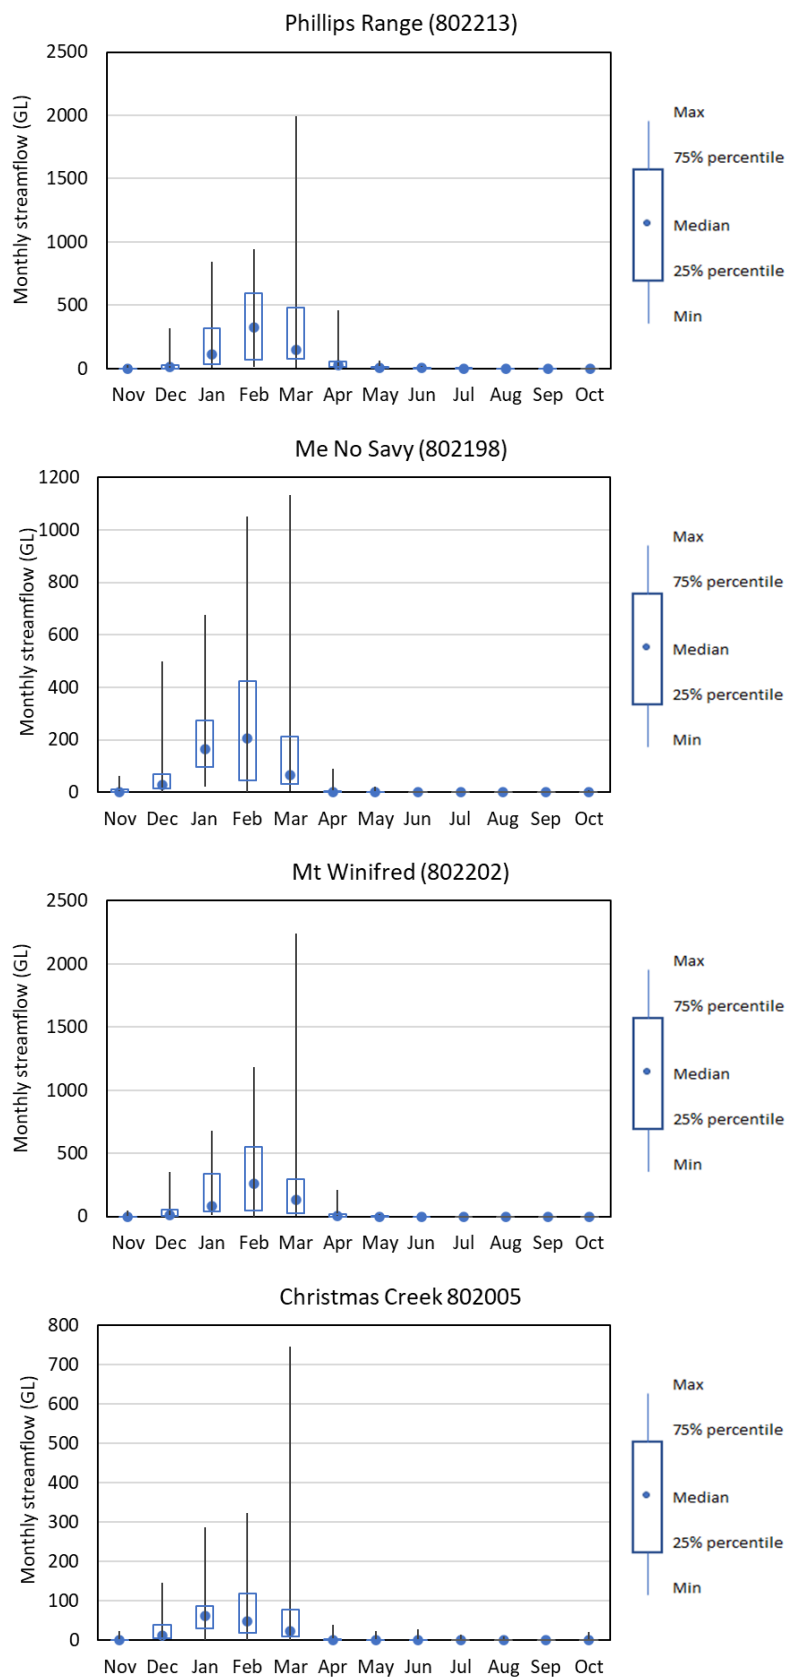 Phillips Range (802213)
Monthly streamflow (GL)
2500
2000
1500
1000
500
0
Nov Dec Jan Feb Mar Apr May Jun Jul Aug Sep Oct
Max
75% percentile
Median
25% percentile
Min
Me No Savy (802198)
Monthly streamflow (GL)
1200
1000
800
600
400
200
0
Nov Dec Jan Feb Mar Apr May Jun Jul Aug Sep Oct
Max
75% percentile
Median
25% percentile
Min
Mt Winifred (802202)
Monthly streamflow (GL)
2500
2000
1500
1000
500
0
Nov Dec Jan Feb Mar Apr May Jun Jul Aug Sep Oct
Max
75% percentile
Median
25% percentile
Min
Christmas Creek 802005
Monthly streamflow (GL)
800
700
600
500
400
300
200
100
0
Nov Dec Jan Feb Mar Apr May Jun Jul Aug Sep Oct
Max
75% percentile
Median
25% percentile
Min